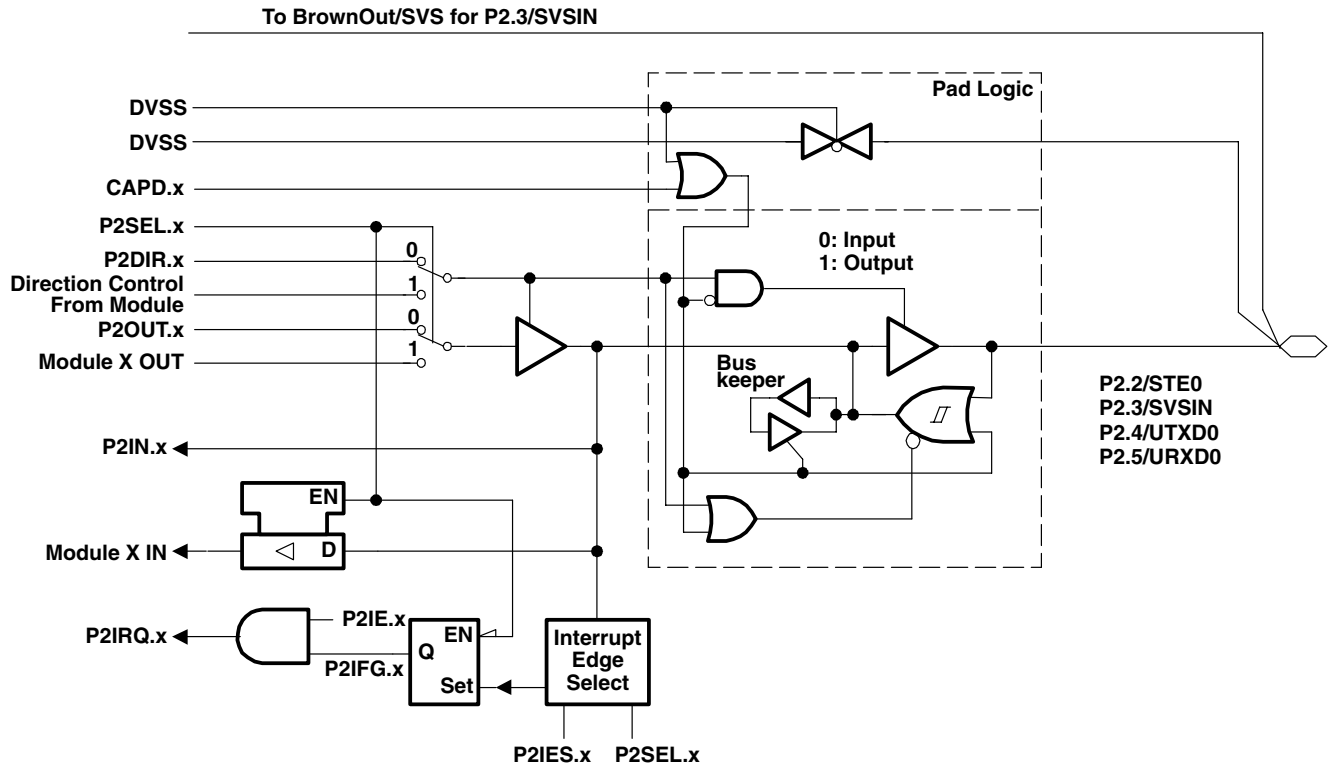 To BrownOut/SVS for P2.3/SVSIN
Pad Logic
DVSS
DVSS
CAPD.x
P2SEL.x
0: Input
1: Output
P2DIR.x
0
Direction Control
From Module
1
P2OUT.x
0
Module X OUT
1
Bus
keeper
P2.2/STE0
P2.3/SVSIN
P2.4/UTXD0
P2.5/URXD0
P2IN.x
EN
Module X IN
D
P2IE.x
P2IRQ.x
P2IFG.x
EN
Q
Set
Interrupt
Edge
Select
P2IES.x
P2SEL.x